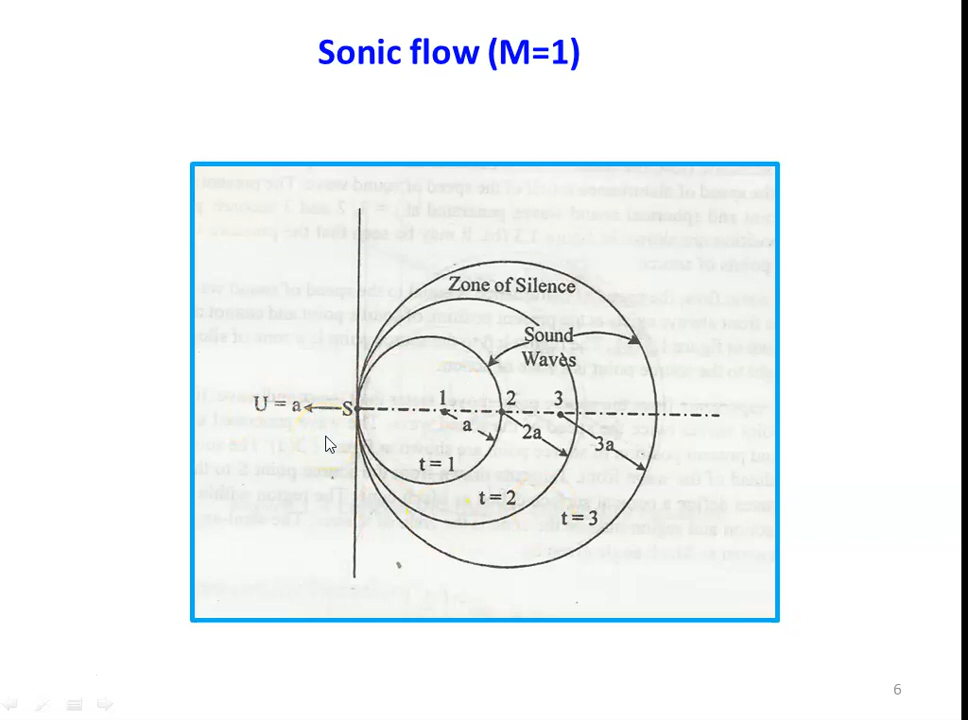 Sonic flow (M=1)
Zone of Silence
Sound
Waves
U = a
S
1
2
3
a
2a
3a
t = 1
t = 2
t = 3
6